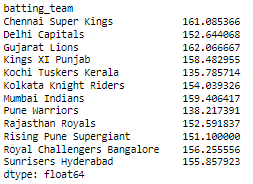 batting_team
Chennai Super Kings 161.085366
Delhi Capitals 152.644068
Gujarat Lions 162.066667
Kings XI Punjab 158.482955
Kochi Tuskers Kerala 135.785714
Kolkata Knight Riders 154.039326
Mumbai Indians 159.406417
Pune Warriors 138.217391
Rajasthan Royals 152.591837
Rising Pune Supergiant 151.100000
Royal Challengers Bangalore 156.255556
Sunrisers Hyderabad 155.857923
dtype: float64